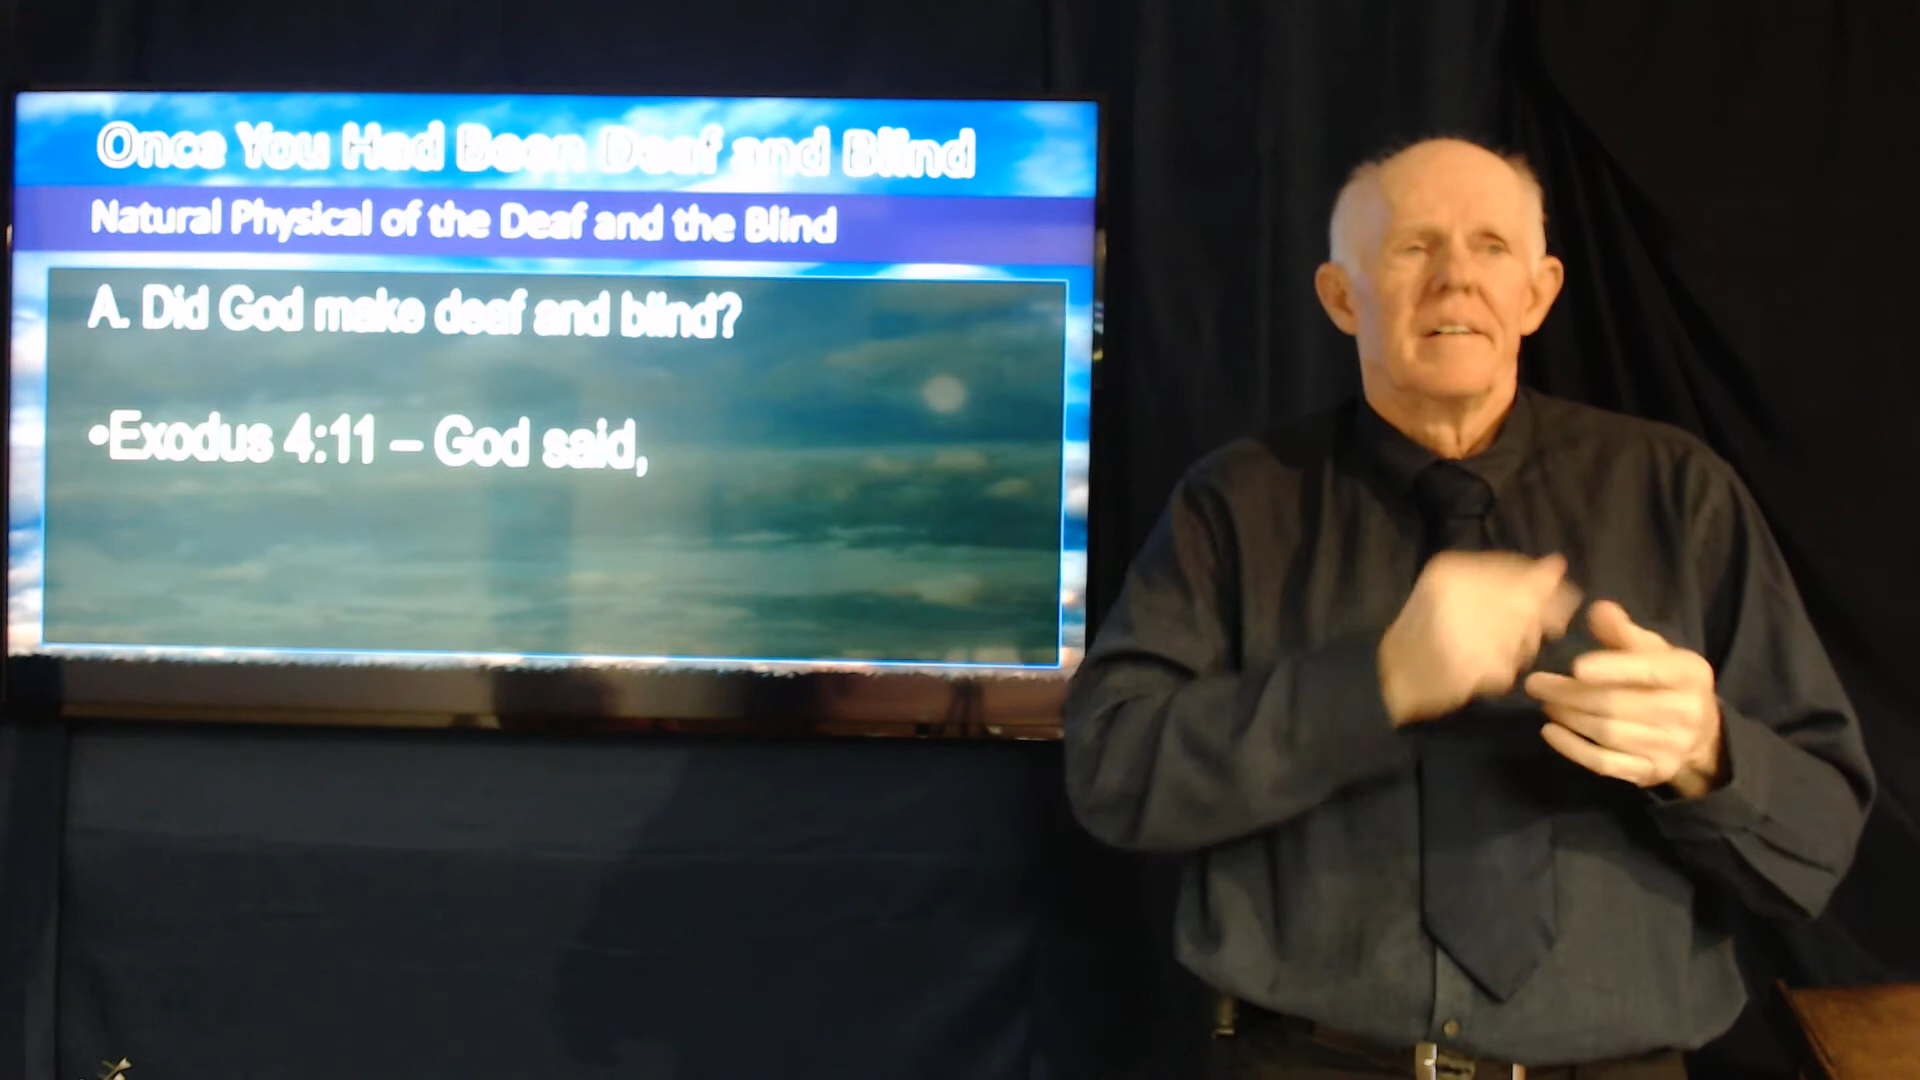 Once You Had Been Deaf and Blind
Natural Physical of the Deaf and the Blind
A. Did God make deaf and blind?
•Exodus 4:11 – God said,